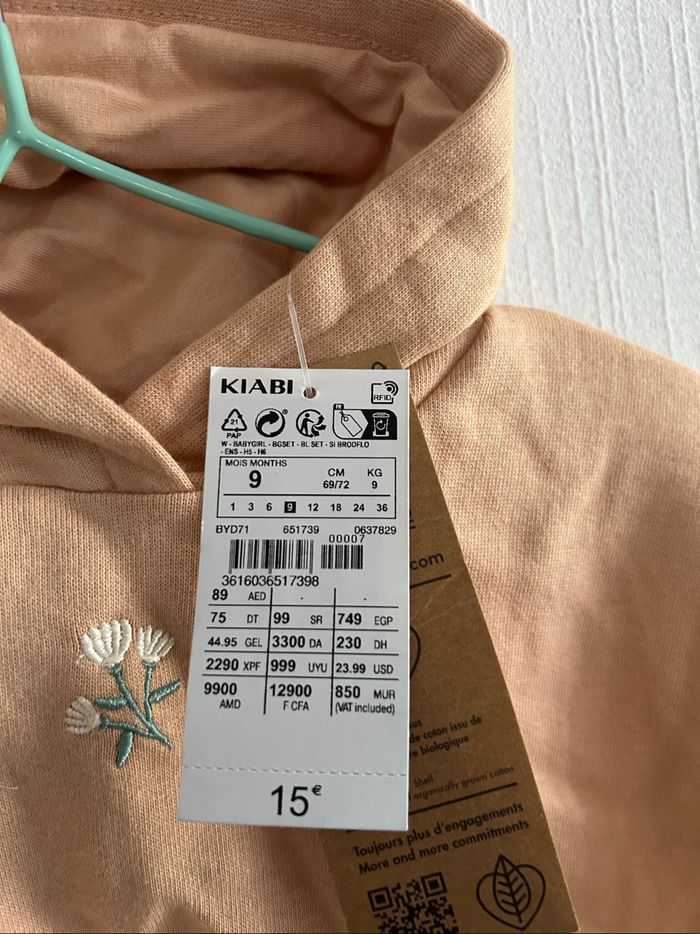 KIABI
RFID
21
PAP
FR
W - BABYGIRL - BGSET - BL SET - SI BRODFLO
- ENS - H5 - H6
MOIS MONTHS
9
CM
69/72
KG
9
1 3 6 9 12 18 24 36
BYD71 651739 0637829
00007
3616036517398
89 AED - -
75 DT 99 SR 749 EGP
44.95 GEL 3300 DA 230 DH
2290 XPF 999 UYU 23.99 USD
9900 AMD 12900 F CFA 850 MUR
(VAT included)
15€
.com
de coton issu de
biologique
Shell
organically grown cotton
Toujours plus d'engagements
More and more commitments